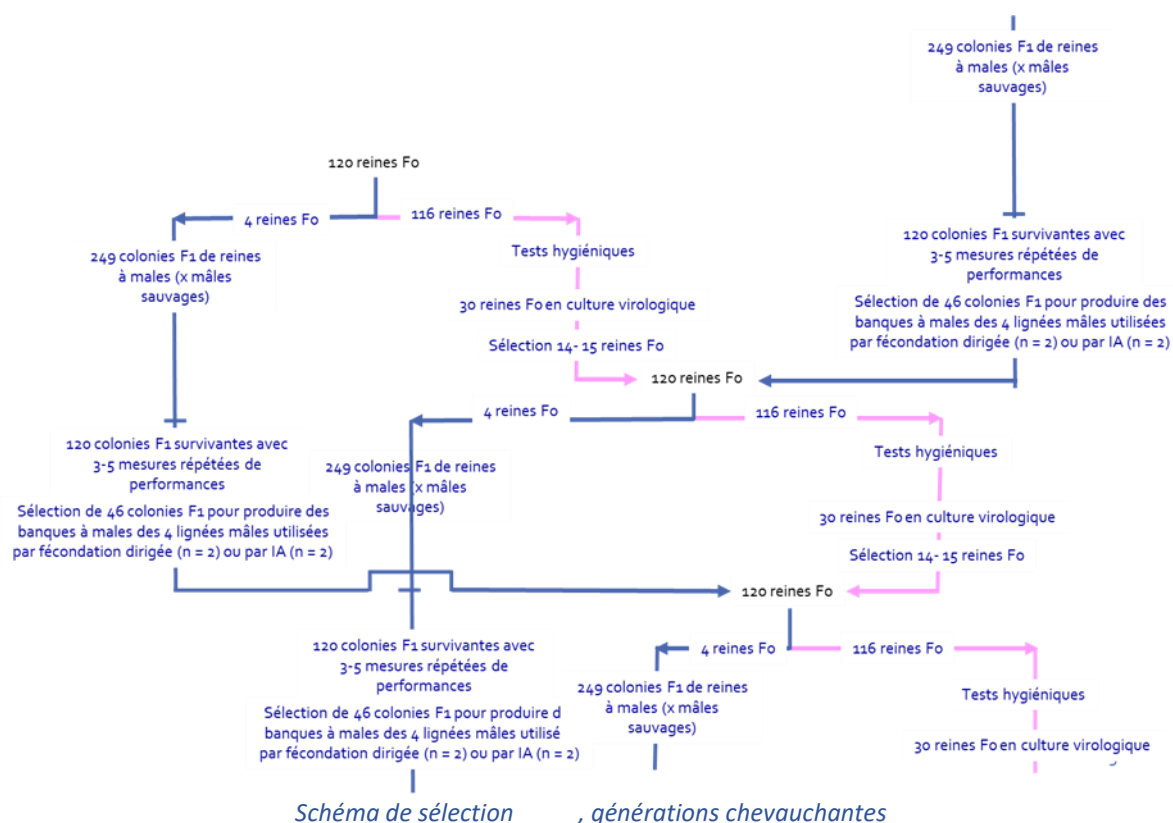 249 colonies F1 de reines
à males (x mâles
sauvages)
120 reines Fo
4 reines Fo
116 reines Fo
249 colonies F1 de reines
à males (x mâles
sauvages)
Tests hygiéniques
30 reines Fo en culture virologique
Sélection 14- 15 reines Fo
120 colonies F1 survivantes avec
3-5 mesures répétées de
performances
Sélection de 46 colonies F1 pour produire des
banques à males des 4 lignées mâles utilisées
par fécondation dirigée (n = 2) ou par IA (n = 2)
120 reines Fo
4 reines Fo
116 reines Fo
120 colonies F1 survivantes avec
3-5 mesures répétées de
performances
Sélection de 46 colonies F1 pour produire des
banques à males des 4 lignées mâles utilisées
par fécondation dirigée (n = 2) ou par IA (n = 2)
249 colonies F1 de reines
à males (x mâles
sauvages)
Tests hygiéniques
30 reines Fo en culture virologique
Sélection 14- 15 reines Fo
120 reines Fo
4 reines Fo
116 reines Fo
120 colonies F1 survivantes avec
3-5 mesures répétées de
performances
Sélection de 46 colonies F1 pour produire d
banques à males des 4 lignées mâles utilisé
par fécondation dirigée (n = 2) ou par IA (n = 2)
249 colonies F1 de reines
à males (x mâles
sauvages)
Tests hygiéniques
30 reines Fo en culture virologique
Schéma de sélection , générations chevauchantes